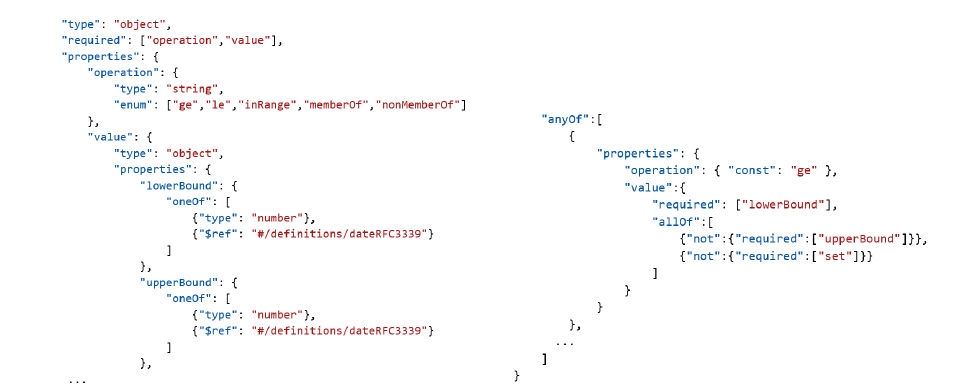 "type": "object",
"required": ["operation","value"],
"properties": {
"operation": {
"type": "string",
"enum": ["ge","le","inRange","memberOf","nonMemberOf"]
},
"value": {
"type": "object",
"properties": {
"lowerBound": {
"oneOf": [
{"type": "number"},
{"$ref": "#/definitions/dateRFC3339"}
]
},
"upperBound": {
"oneOf": [
{"type": "number"},
{"$ref": "#/definitions/dateRFC3339"}
]
},
...
"anyOf":[
{
"properties": {
"operation": { "const": "ge" },
"value":{
"required": ["lowerBound"],
"allOf":[
{"not":{"required":["upperBound"]}},
{"not":{"required":["set"]}}
]
}
}
},
...
]
}